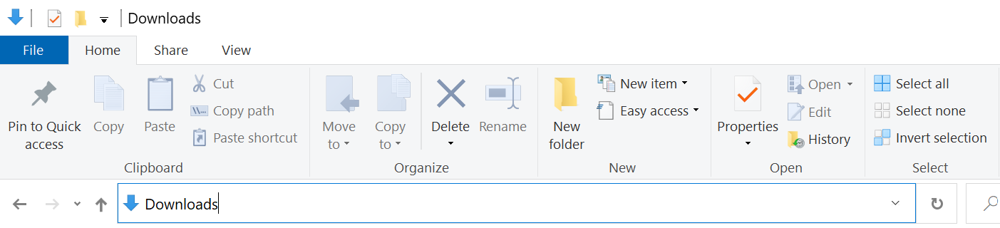 Downloads
File Home Share View
Pin to Quick access
Copy
Paste
Cut
Copy path
Paste shortcut
Clipboard
Move to
Copy to
Delete
Rename
Organize
New folder
New item
Easy access
New
Properties
Open
Edit
History
Open
Select all
Select none
Invert selection
Select
Downloads